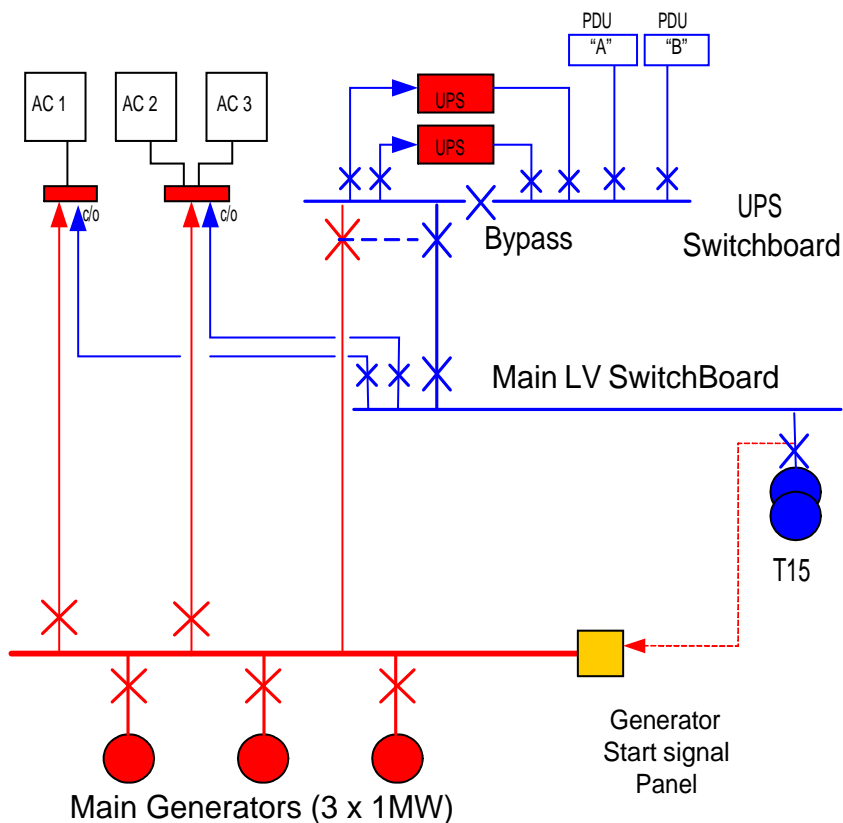 PDU
"A"
PDU
"B"
AC 1
AC 2
AC 3
UPS
UPS
c/o
c/o
Bypass
UPS
Switchboard
Main LV SwitchBoard
T15
Generator
Start signal
Panel
Main Generators (3 x 1MW)